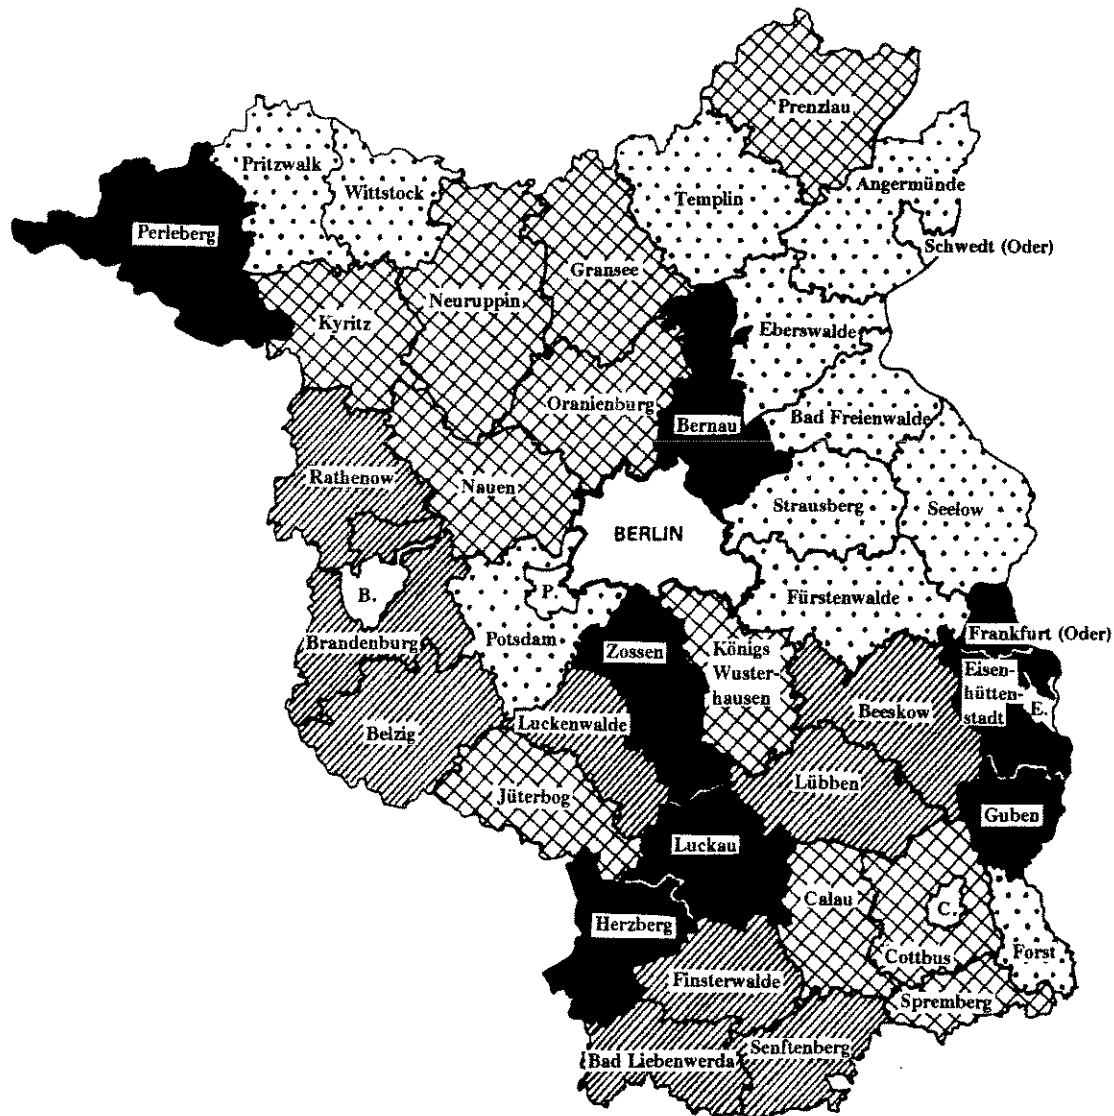 Prenzlau
Pritzwalk
Wittstock
Templin
Angermünde
Schwedt (Oder)
Perleberg
Gransee
Neuruppin
Kyritz
Eberswalde
Oranienburg
Bernau
Bad Freienwalde
Rathenow
Nauen
Strausberg
Seelow
BERLIN
B.
P.
Fürstenwalde
Brandenburg
Potsdam
Zossen
Königs
Wuster-
hausen
Frankfurt (Oder)
Eisen-
hütten-
stadt
E.
Beeskow
Luckenwalde
Belzig
Jüterbog
Lübben
Guben
Luckau
Calau
C.
Herzberg
Cottbus
Forst
Finsterwalde
Spremberg
Bad Liebenwerda
Senftenberg